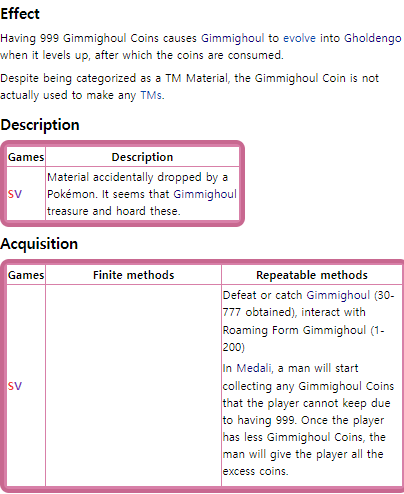 Effect
Having 999 Gimmighoul Coins causes Gimmighoul to evolve into Gholdengo
when it levels up, after which the coins are consumed.
Despite being categorized as a TM Material, the Gimmighoul Coin is not
actually used to make any TMs.
Description
Games Description
SV
Material accidentally dropped by a
Pokémon. It seems that Gimmighoul
treasure and hoard these.
Acquisition
Games Finite methods Repeatable methods
SV
Defeat or catch Gimmighoul (30-
777 obtained), interact with
Roaming Form Gimmighoul (1-
200)
In Medali, a man will start
collecting any Gimmighoul Coins
that the player cannot keep due
to having 999. Once the player
has less Gimmighoul Coins, the
man will give the player all the
excess coins.